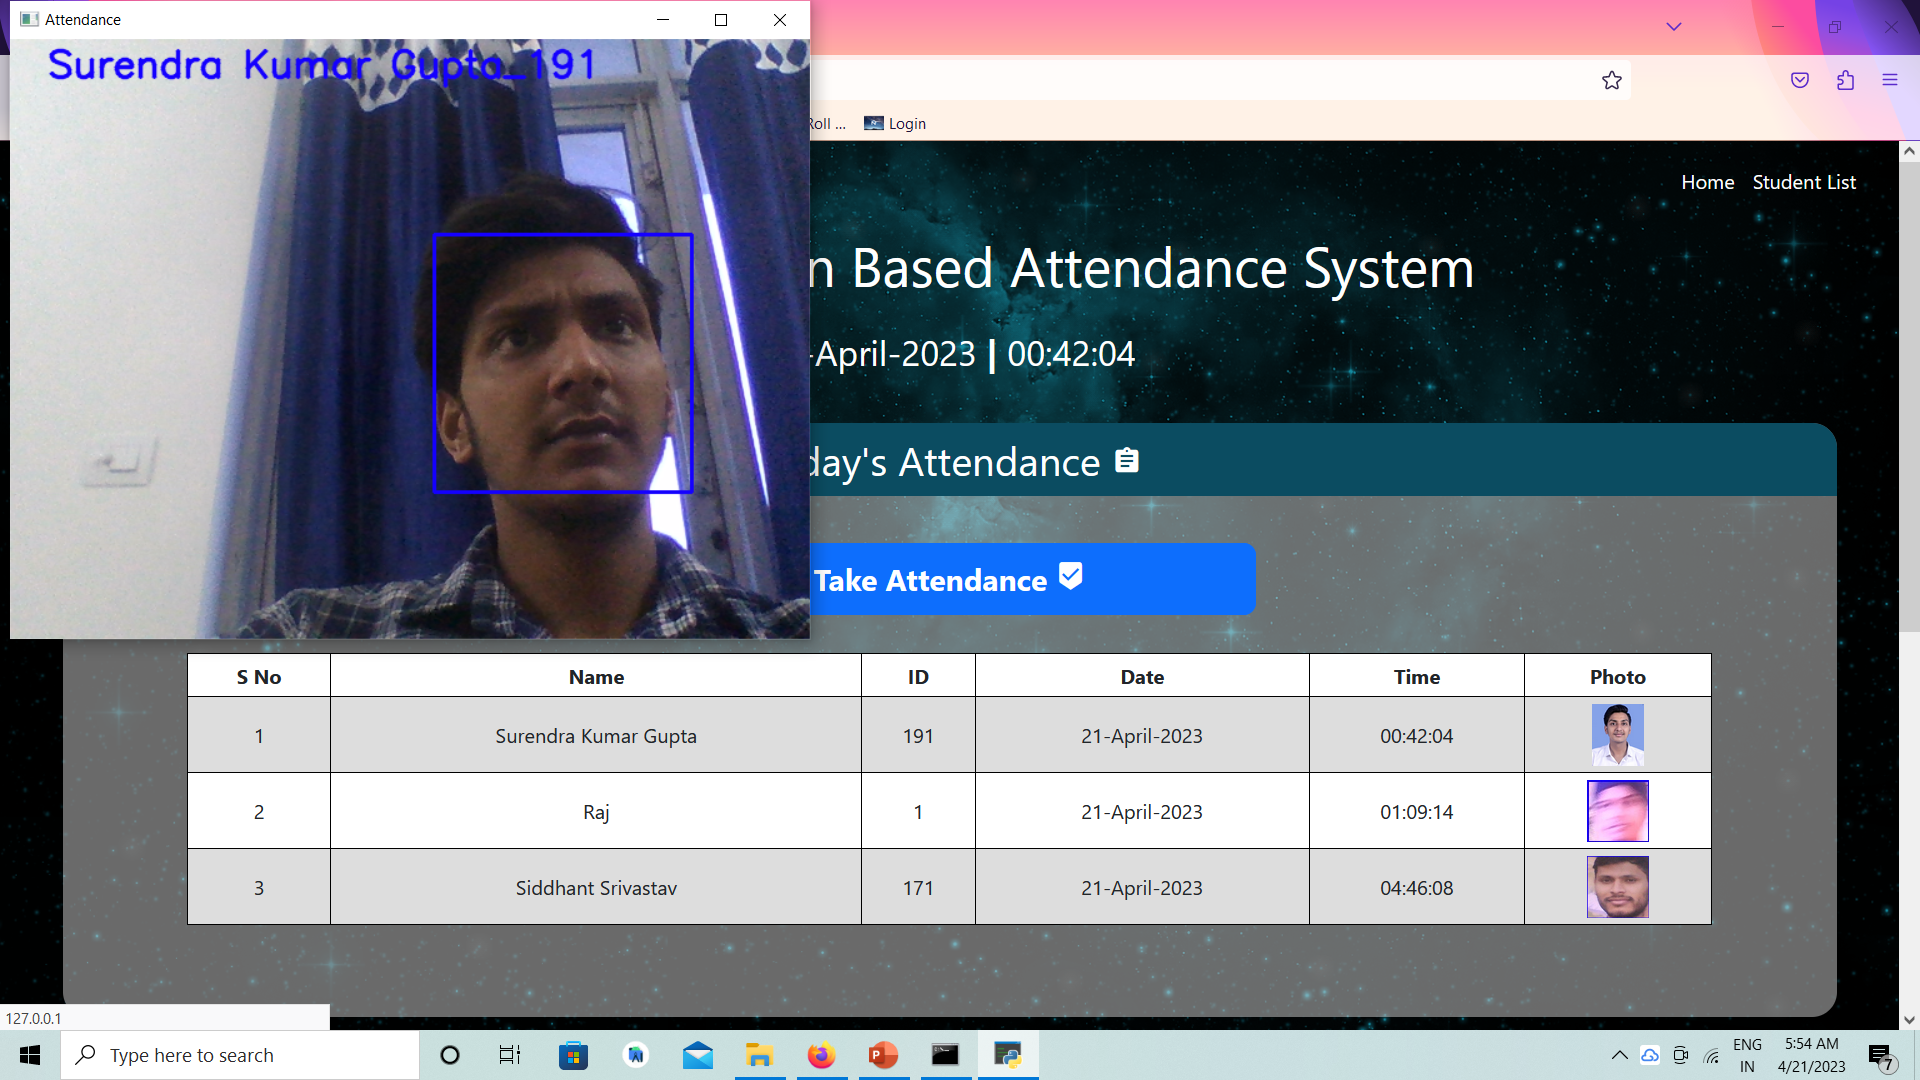 Attendance
Surendra Kumar Gupta_191
Roll ...
Login
Home
Student List
n Based Attendance System
-April-2023 | 00:42:04
day's Attendance
Take Attendance
S No Name ID Date Time Photo
1 Surendra Kumar Gupta 191 21-April-2023 00:42:04
2 Raj 1 21-April-2023 01:09:14
3 Siddhant Srivastav 171 21-April-2023 04:46:08
127.0.0.1
Type here to search
P
ENG
IN
5:54 AM
4/21/2023
7